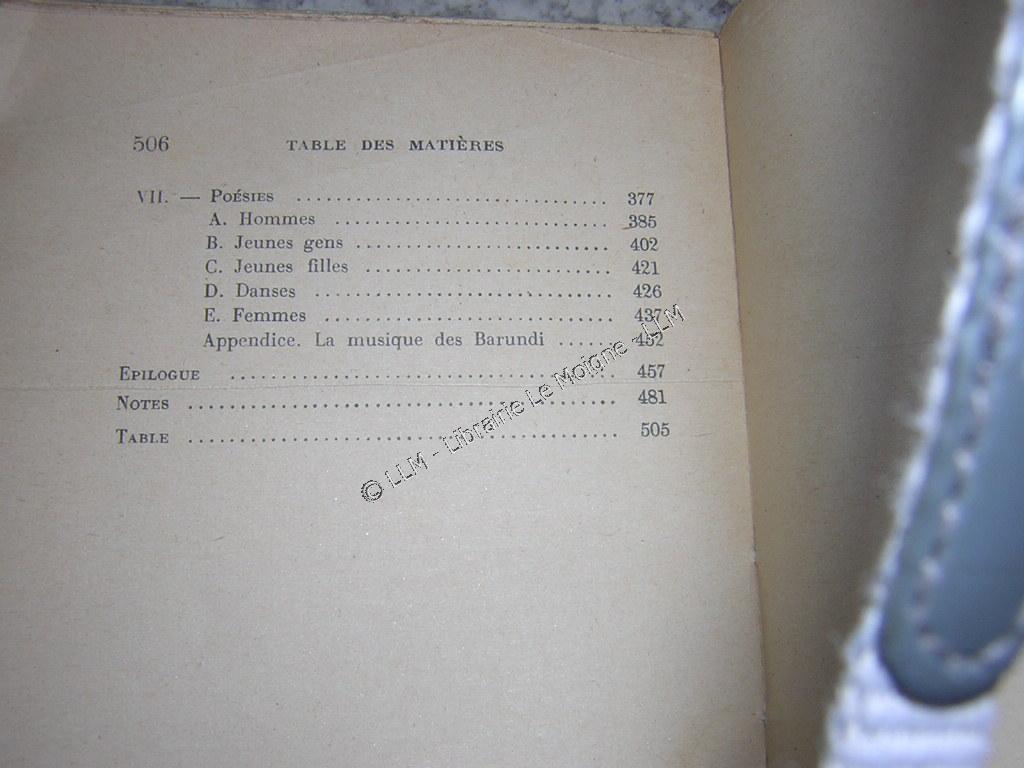 506 TABLE DES MATIÈRES
VII. — POÉSIES ................................ 377
A. Hommes ............................ 385
B. Jeunes gens .......................... 402
C. Jeunes filles ......................... 421
D. Danses .............................. 426
E. Femmes ............................. 437
Appendice. La musique des Barundi ...... 452
EPILOGUE ...................................... 457
NOTES .......................................... 481
TABLE .......................................... 505
© LLM - Librairie Le Moigne - LLM